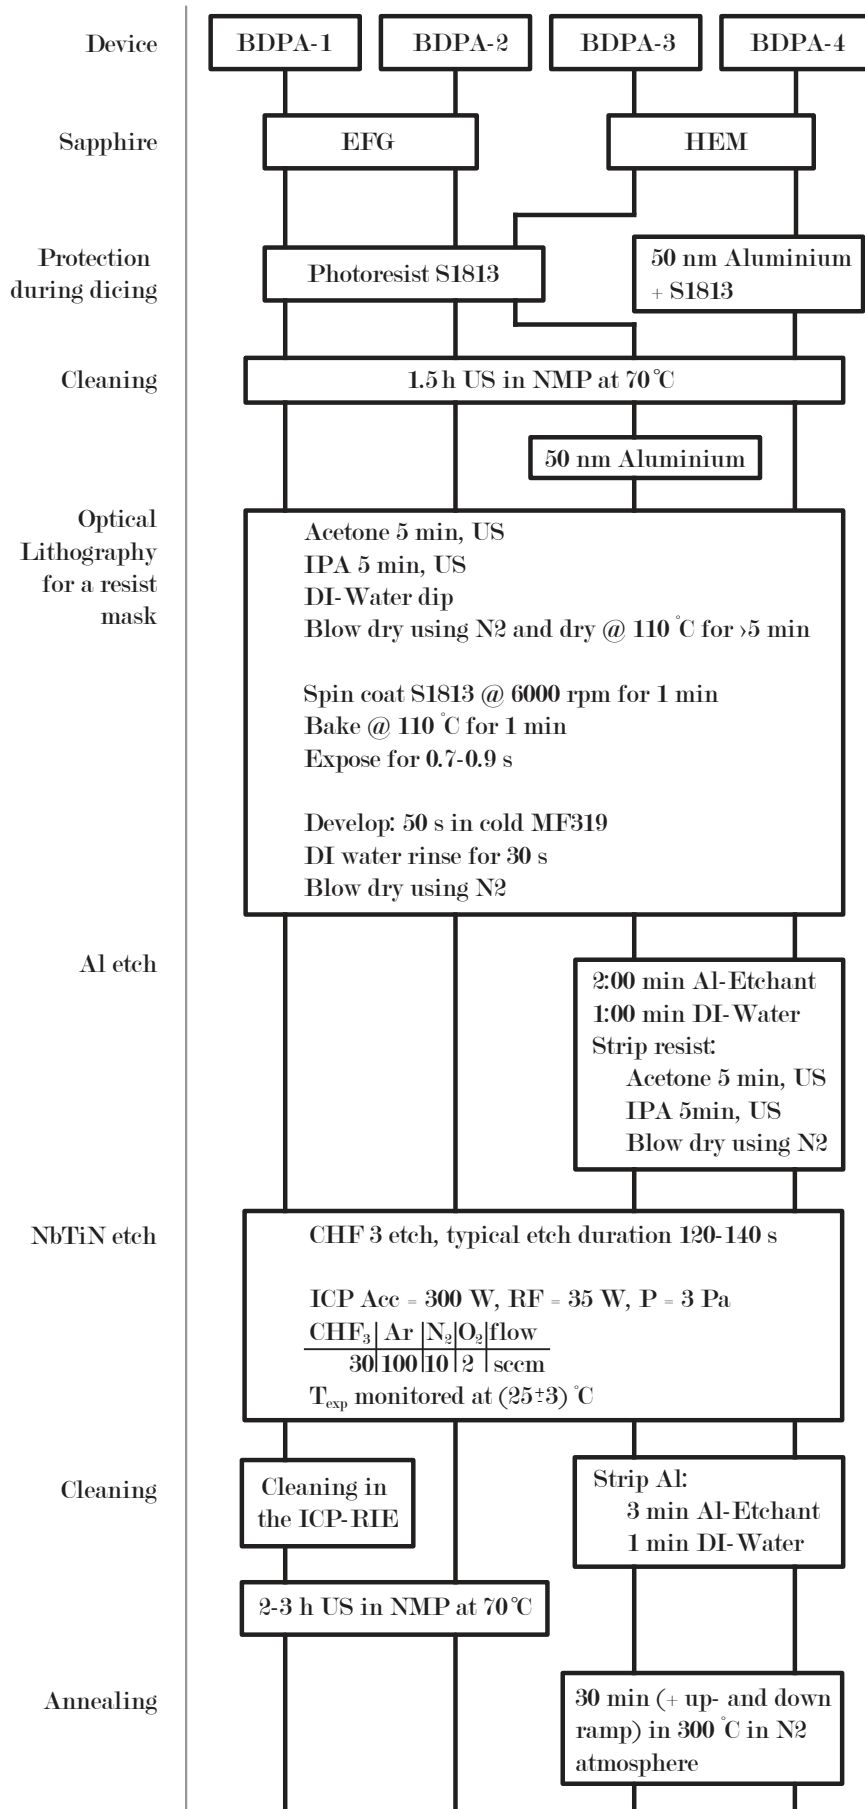 Device
BDPA-1
BDPA-2
BDPA-3
BDPA-4
Sapphire
EFG
HEM
Protection
during dicing
Photoresist S1813
50 nm Aluminium
+ S1813
Cleaning
1.5 h US in NMP at 70 °C
50 nm Aluminium
Optical
Lithography
for a resist
mask
Acetone 5 min, US
IPA 5 min, US
DI-Water dip
Blow dry using N2 and dry @ 110 °C for >5 min
Spin coat S1813 @ 6000 rpm for 1 min
Bake @ 110 °C for 1 min
Expose for 0.7-0.9 s
Develop: 50 s in cold MF319
DI water rinse for 30 s
Blow dry using N2
Al etch
2:00 min Al-Etchant
1:00 min DI-Water
Strip resist:
Acetone 5 min, US
IPA 5min, US
Blow dry using N2
NbTiN etch
CHF 3 etch, typical etch duration 120-140 s
ICP Acc = 300 W, RF = 35 W, P = 3 Pa
CHF₃ | Ar | N₂ | O₂ | flow
30 | 100 | 10 | 2 | sccm
Texp monitored at (25±3) °C
Cleaning
Cleaning in
the ICP-RIE
Strip Al:
3 min Al-Etchant
1 min DI-Water
2-3 h US in NMP at 70 °C
Annealing
30 min (+ up- and down
ramp) in 300 °C in N2
atmosphere